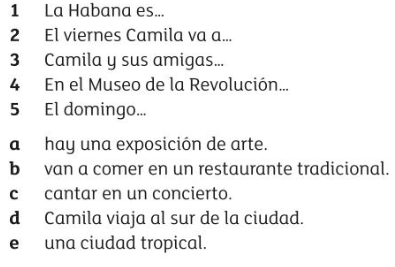 1 La Habana es...
2 El viernes Camila va a...
3 Camila y sus amigas...
4 En el Museo de la Revolución...
5 El domingo...
a hay una exposición de arte.
b van a comer en un restaurante tradicional.
c cantar en un concierto.
d Camila viaja al sur de la ciudad.
e una ciudad tropical.